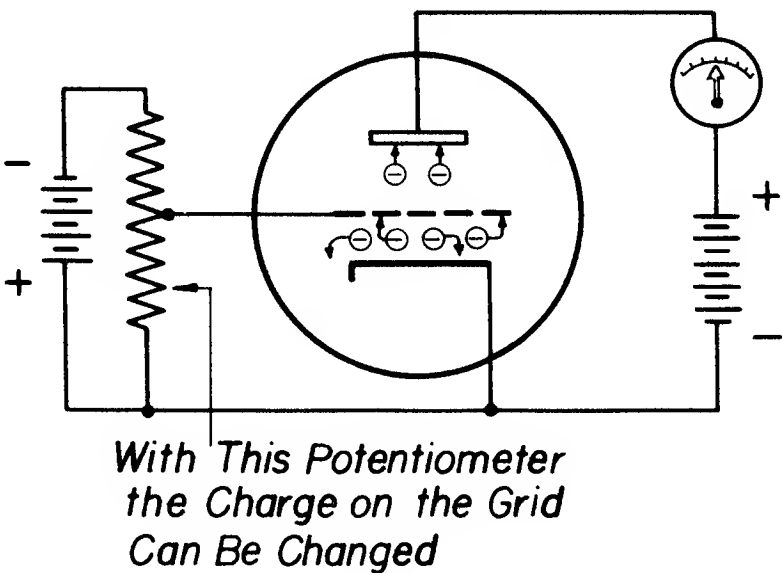 -
+
+
-
With This Potentiometer
the Charge on the Grid
Can Be Changed